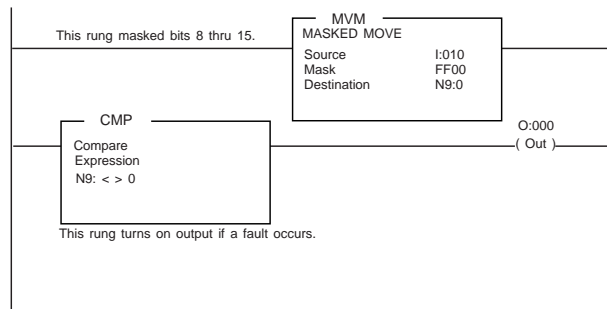 MVM
This rung masked bits 8 thru 15.
MASKED MOVE
Source I:010
Mask FF00
Destination N9:0
CMP
O:000
Compare
( Out )
Expression
N9: < > 0
This rung turns on output if a fault occurs.